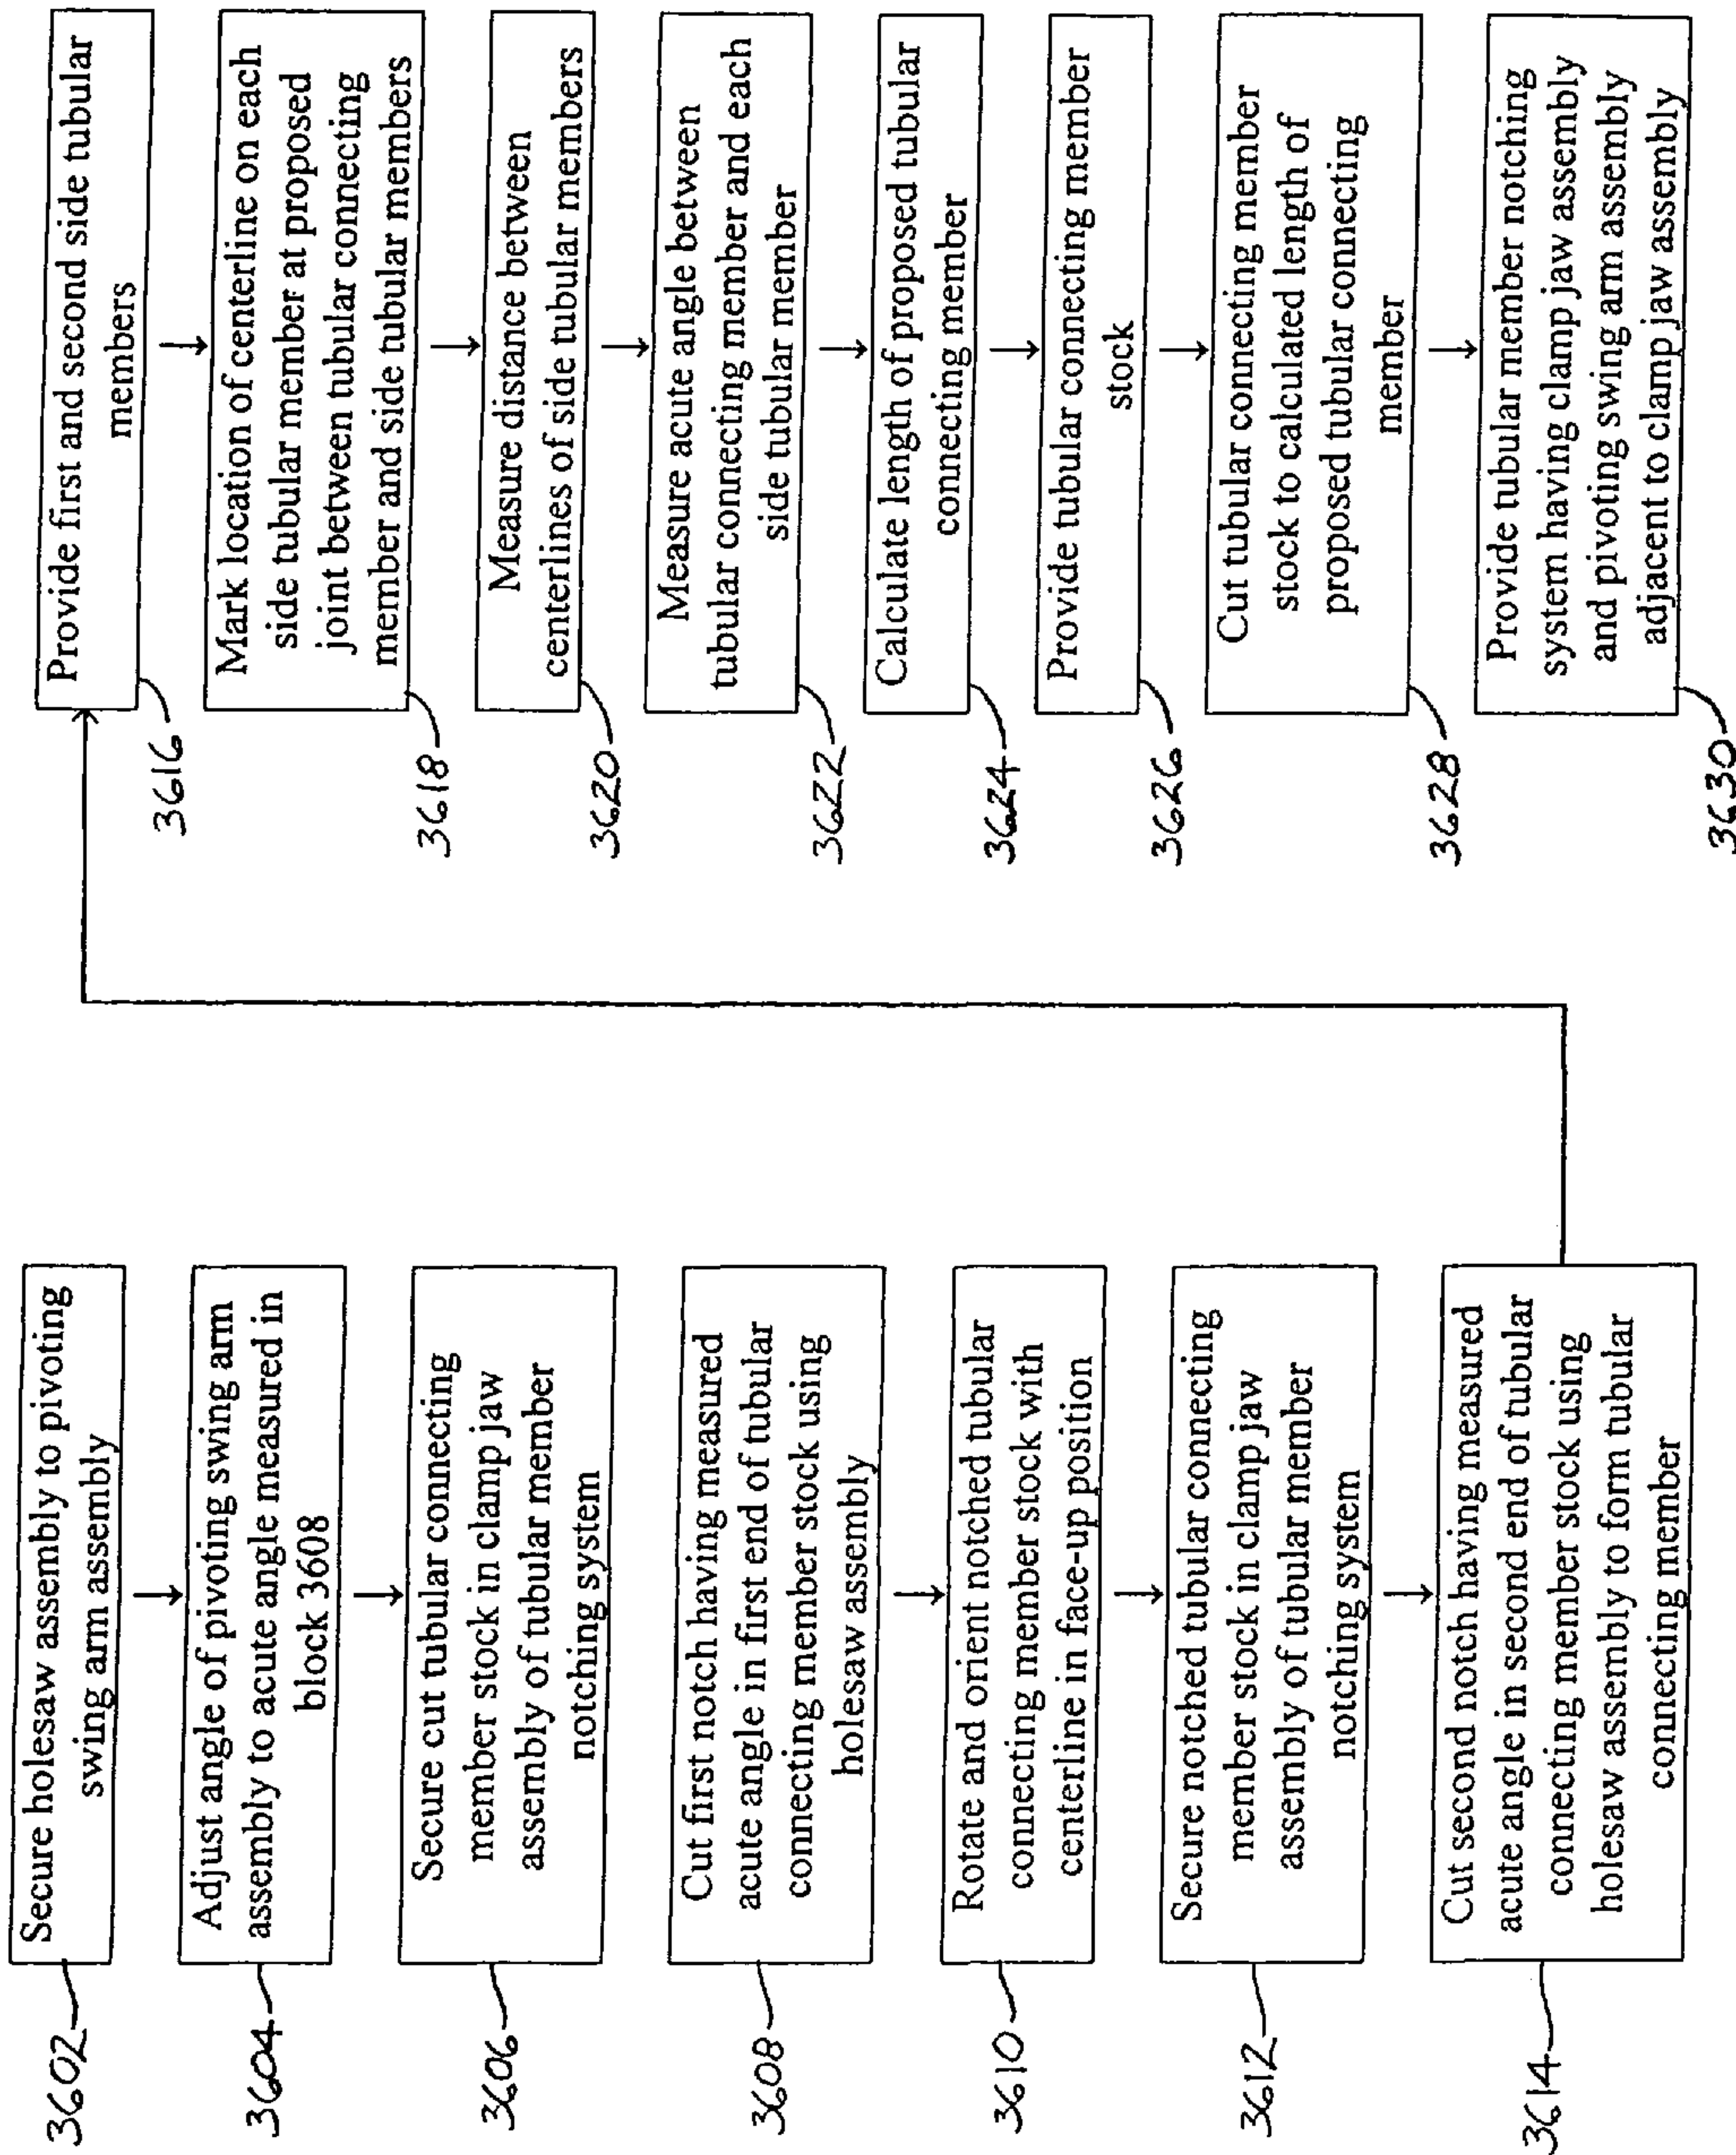 3602
Secure holesaw assembly to pivoting
swing arm assembly
3604
Adjust angle of pivoting swing arm
assembly to acute angle measured in
block 3608
3606
Secure cut tubular connecting
member stock in clamp jaw
assembly of tubular member
notching system
3608
Cut first notch having measured
acute angle in first end of tubular
connecting member stock using
holesaw assembly
3610
Rotate and orient notched tubular
connecting member stock with
centerline in face-up position
3612
Secure notched tubular connecting
member stock in clamp jaw
assembly of tubular member
notching system
3614
Cut second notch having measured
acute angle in second end of tubular
connecting member stock using
holesaw assembly to form tubular
connecting member
3616
Provide first and second side tubular
members
3618
Mark location of centerline on each
side tubular member at proposed
joint between tubular connecting
member and side tubular members
3620
Measure distance between
centerlines of side tubular members
3622
Measure acute angle between
tubular connecting member and each
side tubular member
3624
Calculate length of proposed tubular
connecting member
3626
Provide tubular connecting member
stock
3628
Cut tubular connecting member
stock to calculated length of
proposed tubular connecting
member
3630
Provide tubular member notching
system having clamp jaw assembly
and pivoting swing arm assembly
adjacent to clamp jaw assembly